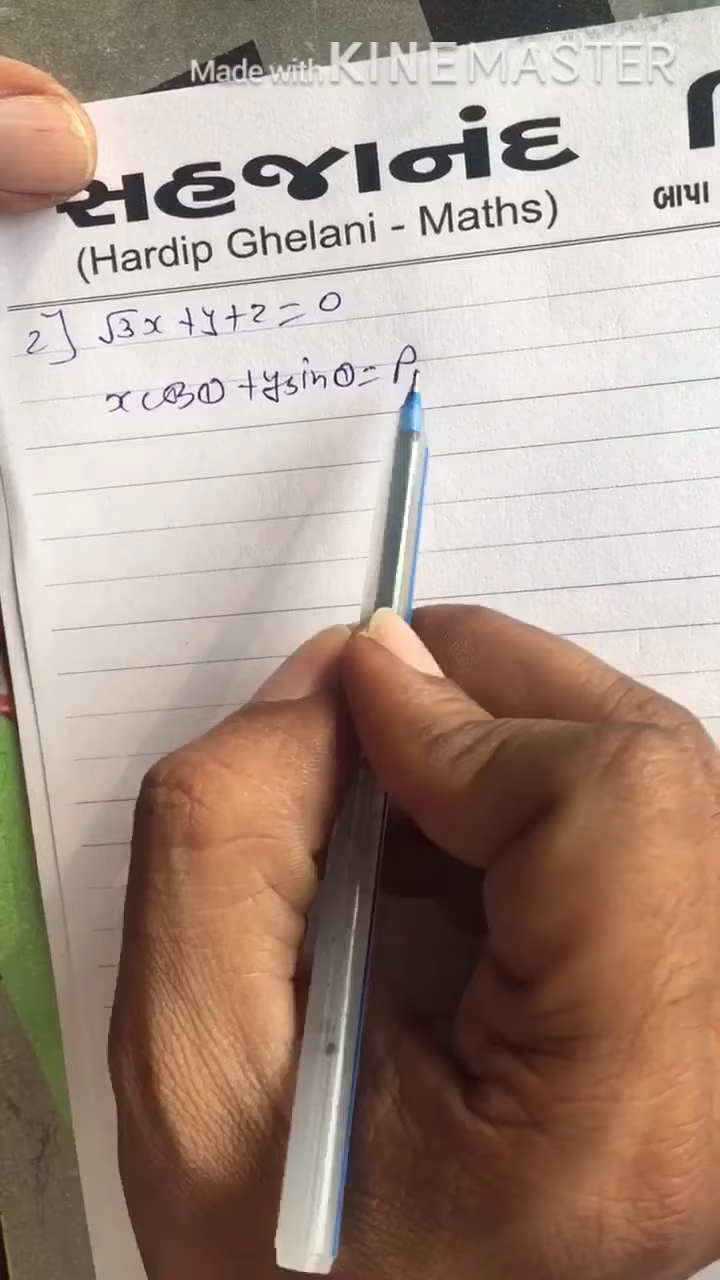 Made with KINEMASTER
સહજાનંદ
બાપા
(Hardip Ghelani - Maths)
2] √3x + y + 2 = 0
x cosθ + y sinθ = P